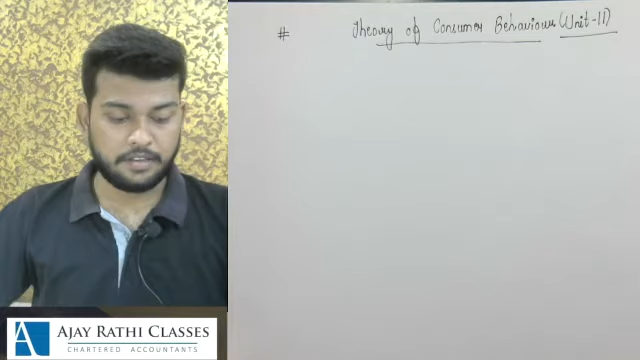 # Theory of Consumer Behaviour (Unit-II)
AJAY RATHI CLASSES
CHARTERED ACCOUNTANTS